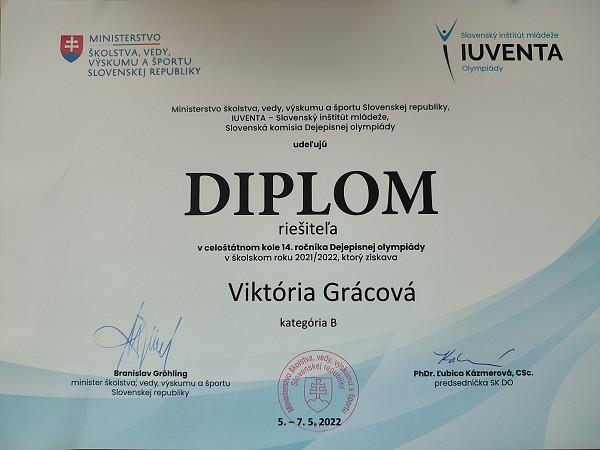 MINISTERSTVO
ŠKOLSTVA, VEDY,
VÝSKUMU A ŠPORTU
SLOVENSKEJ REPUBLIKY
Slovenský inštitút mládeže
IUVENTA
Olympiády
Ministerstvo školstva, vedy, výskumu a športu Slovenskej republiky,
IUVENTA – Slovenský inštitút mládeže,
Slovenská komisia Dejepisnej olympiády
udeľujú
DIPLOM
riešiteľa
v celoštátnom kole 14. ročníka Dejepisnej olympiády
v školskom roku 2021/2022, ktorý získava
Viktória Grácová
kategória B
Branislav Gröhling
minister školstva, vedy, výskumu a športu
Slovenskej republiky
Ministerstvo školstva, vedy, výskumu a športu
Slovenskej republiky
5. – 7. 5. 2022
PhDr. Ľubica Kázmerová, CSc.
predsedníčka SK DO